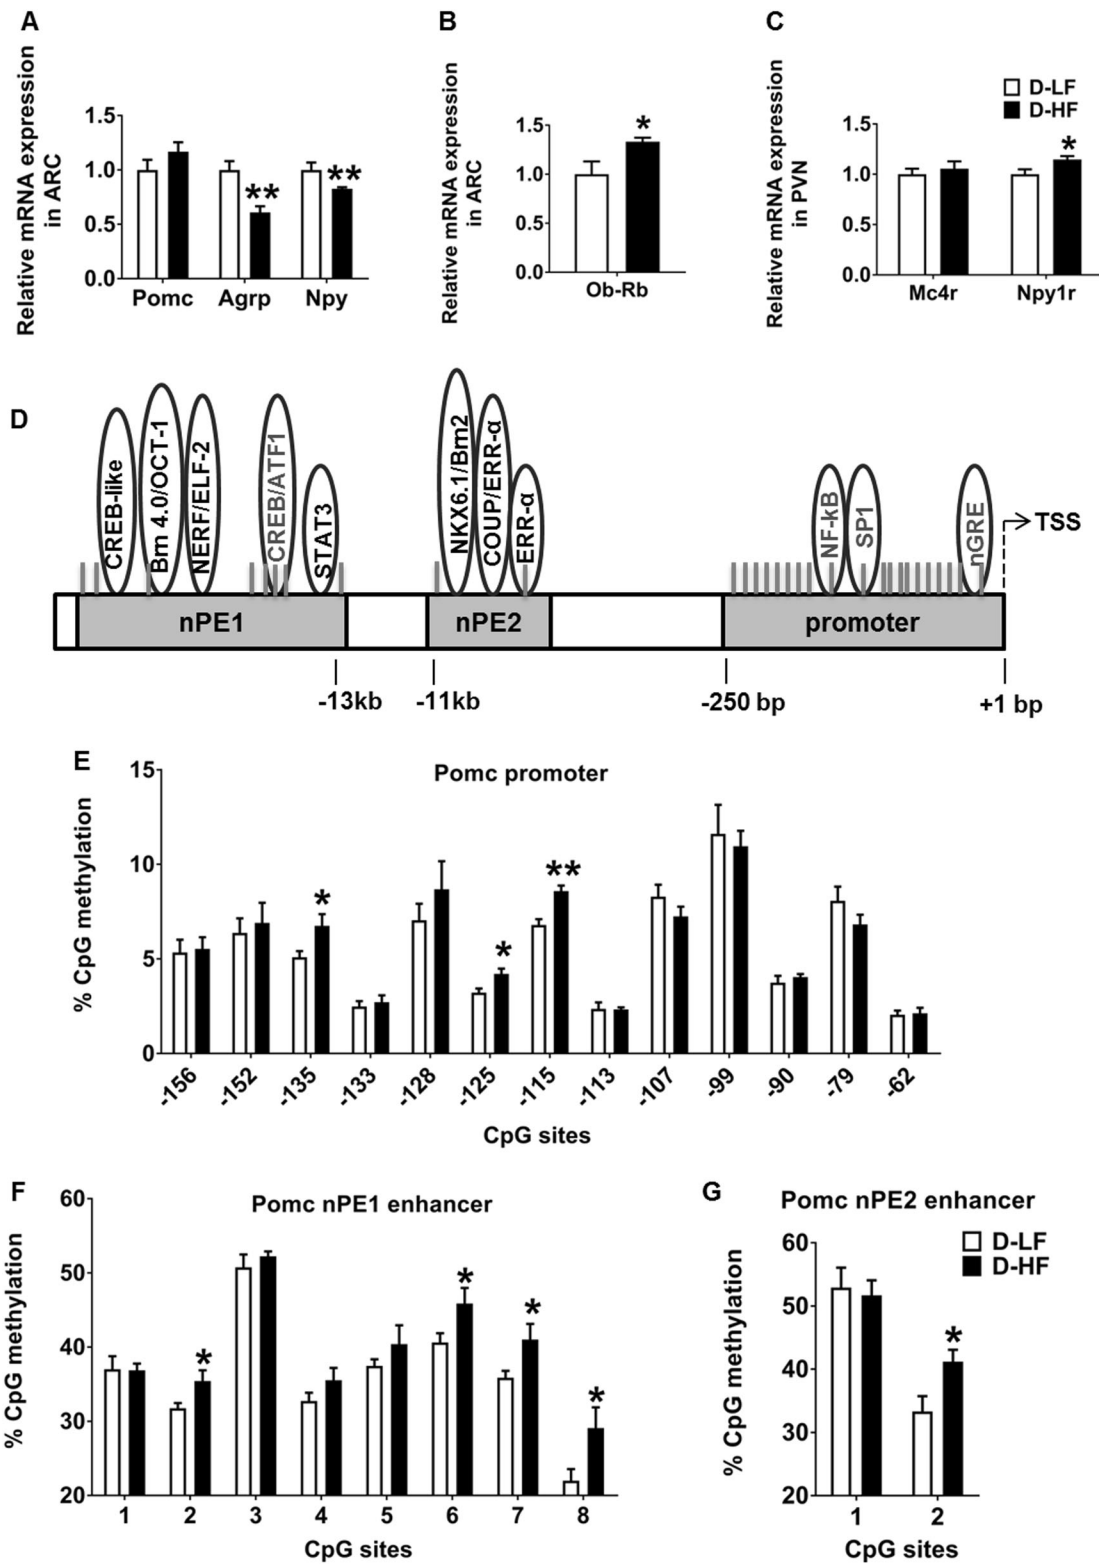 A
Relative mRNA expression
in ARC
1.5
1.0
0.5
0.0
**
**
Pomc Agrp Npy
B
Relative mRNA expression
in ARC
1.5
1.0
0.5
0.0
*
Ob-Rb
C
Relative mRNA expression
in PVN
D-LF
D-HF
1.5
1.0
0.5
0.0
*
Mc4r Npy1r
D
CREB-like
Brn 4.0/OCT-1
NERF/ELF-2
CREB/ATF1
STAT3
NKX6.1/Brn2
COUP/ERR-α
ERR-α
NF-kB
SP1
nGRE
TSS
nPE1 nPE2 promoter
-13kb -11kb -250 bp +1 bp
E
Pomc promoter
% CpG methylation
15
10
5
0
*
*
**
-156 -152 -135 -133 -128 -125 -115 -113 -107 -99 -90 -79 -62
CpG sites
F
Pomc nPE1 enhancer
% CpG methylation
60
50
40
30
20
*
*
*
*
1 2 3 4 5 6 7 8
CpG sites
G
Pomc nPE2 enhancer
D-LF
D-HF
% CpG methylation
60
50
40
30
20
*
1 2
CpG sites